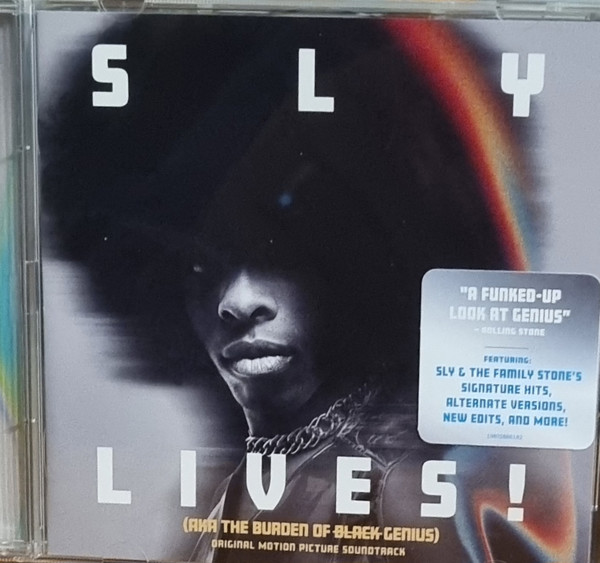 SLY
"A FUNKED-UP
LOOK AT GENIUS"
- ROLLING STONE
FEATURING:
SLY & THE FAMILY STONE'S
SIGNATURE HITS,
ALTERNATE VERSIONS,
NEW EDITS, AND MORE!
LIVES!
(AKA THE BURDEN OF BLACK GENIUS)
ORIGINAL MOTION PICTURE SOUNDTRACK